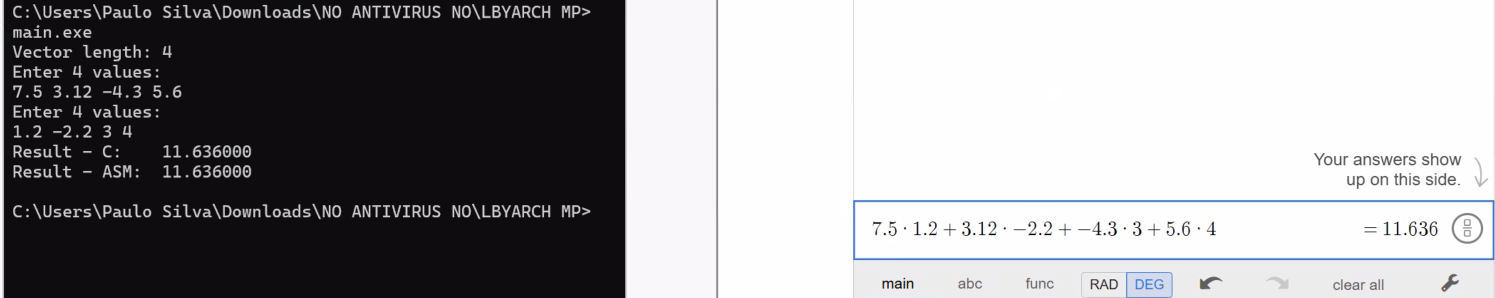 C:\Users\Paulo Silva\Downloads\NO ANTIVIRUS NO\LBYARCH MP>
main.exe
Vector length: 4
Enter 4 values:
7.5 3.12 -4.3 5.6
Enter 4 values:
1.2 -2.2 3 4
Result - C:    11.636000
Result - ASM:  11.636000
C:\Users\Paulo Silva\Downloads\NO ANTIVIRUS NO\LBYARCH MP>
Your answers show
up on this side.
7.5 · 1.2 + 3.12 · −2.2 + −4.3 · 3 + 5.6 · 4 = 11.636
main abc func RAD DEG clear all